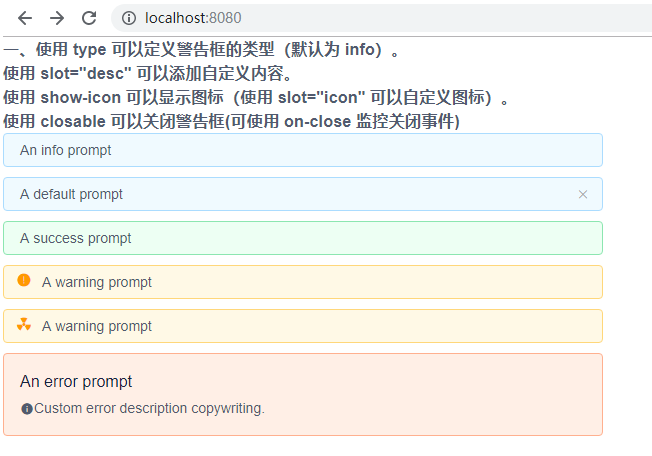 localhost:8080
一、使用 type 可以定义警告框的类型（默认为 info）。
使用 slot="desc" 可以添加自定义内容。
使用 show-icon 可以显示图标（使用 slot="icon" 可以自定义图标）。
使用 closable 可以关闭警告框(可使用 on-close 监控关闭事件)
An info prompt
A default prompt
A success prompt
A warning prompt
A warning prompt
An error prompt
Custom error description copywriting.